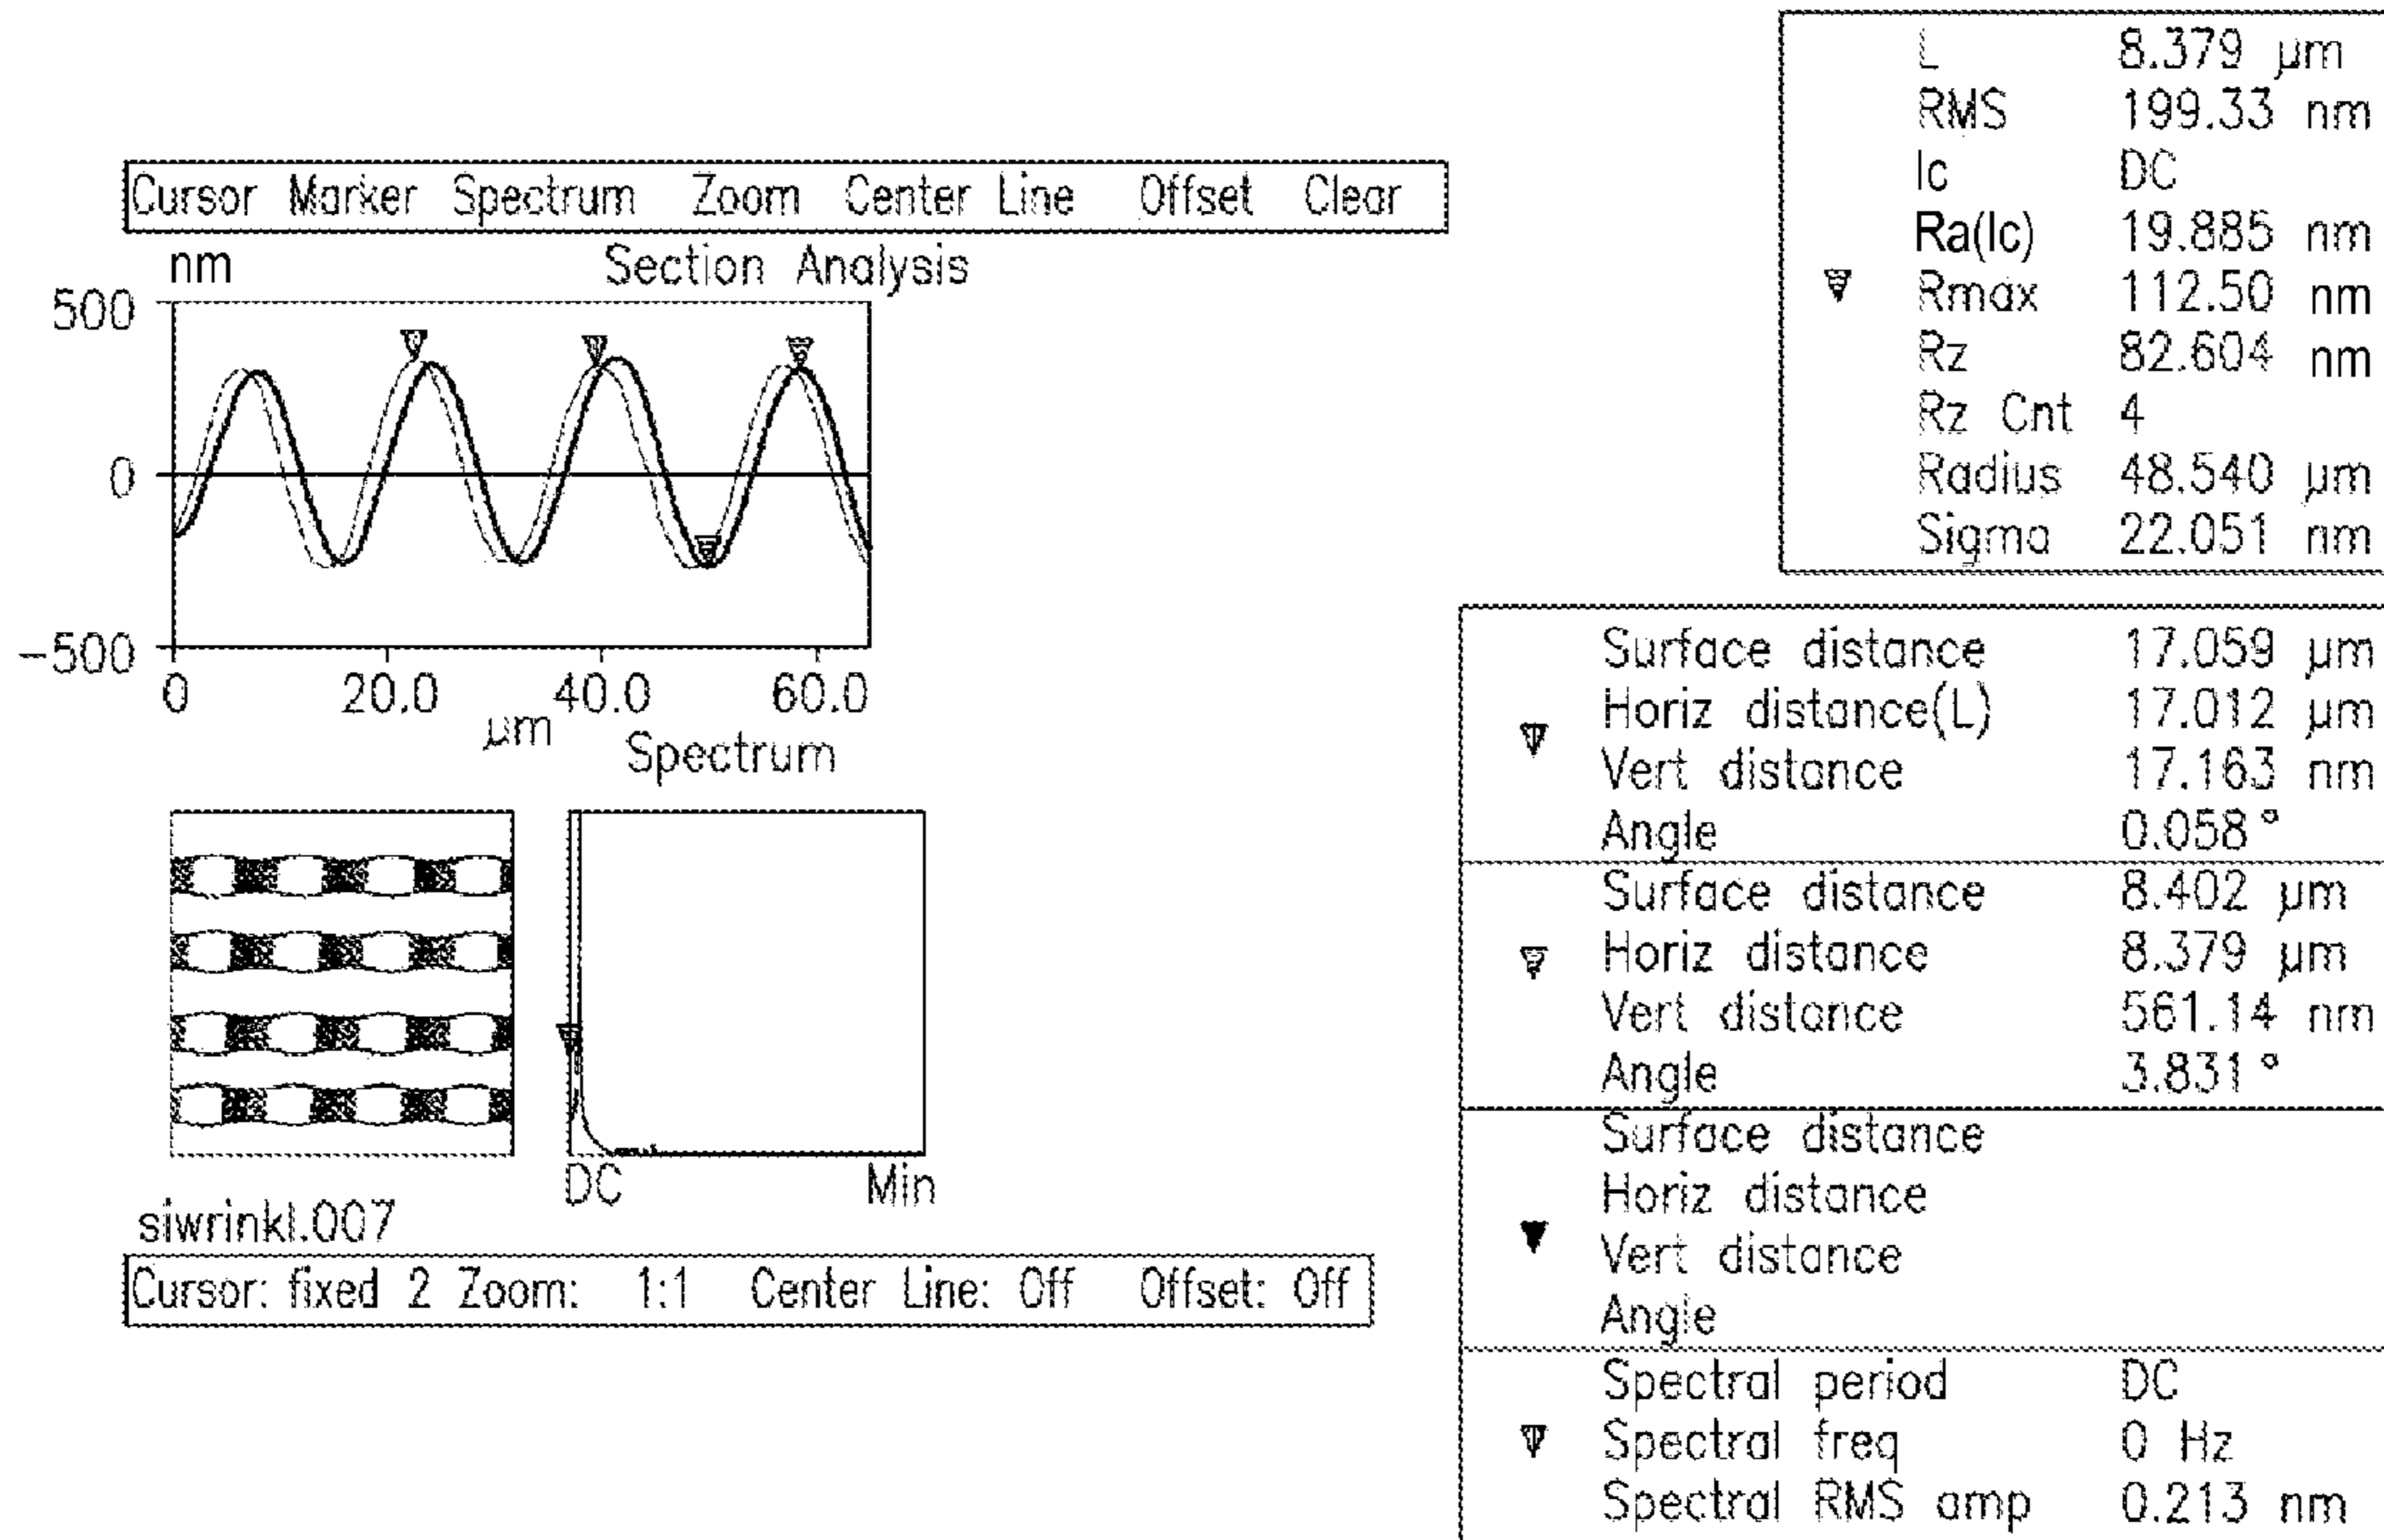 L 8.379 μm
RMS 199.33 nm
lc DC
Ra(lc) 19.885 nm
Rmax 112.50 nm
Rz 82.604 nm
Rz Cnt 4
Radius 48.540 μm
Sigma 22.051 nm
Cursor Marker Spectrum Zoom Center Line Offset Clear
nm
Section Analysis
500
0
-500
0 20.0 40.0 60.0
μm
Spectrum
DC Min
siwrinkl.007
Cursor: fixed 2 Zoom: 1:1 Center Line: Off Offset: Off
Surface distance 17.059 μm
Horiz distance(L) 17.012 μm
Vert distance 17.163 nm
Angle 0.058°
Surface distance 8.402 μm
Horiz distance 8.379 μm
Vert distance 561.14 nm
Angle 3.831°
Surface distance
Horiz distance
Vert distance
Angle
Spectral period DC
Spectral freq 0 Hz
Spectral RMS amp 0.213 nm